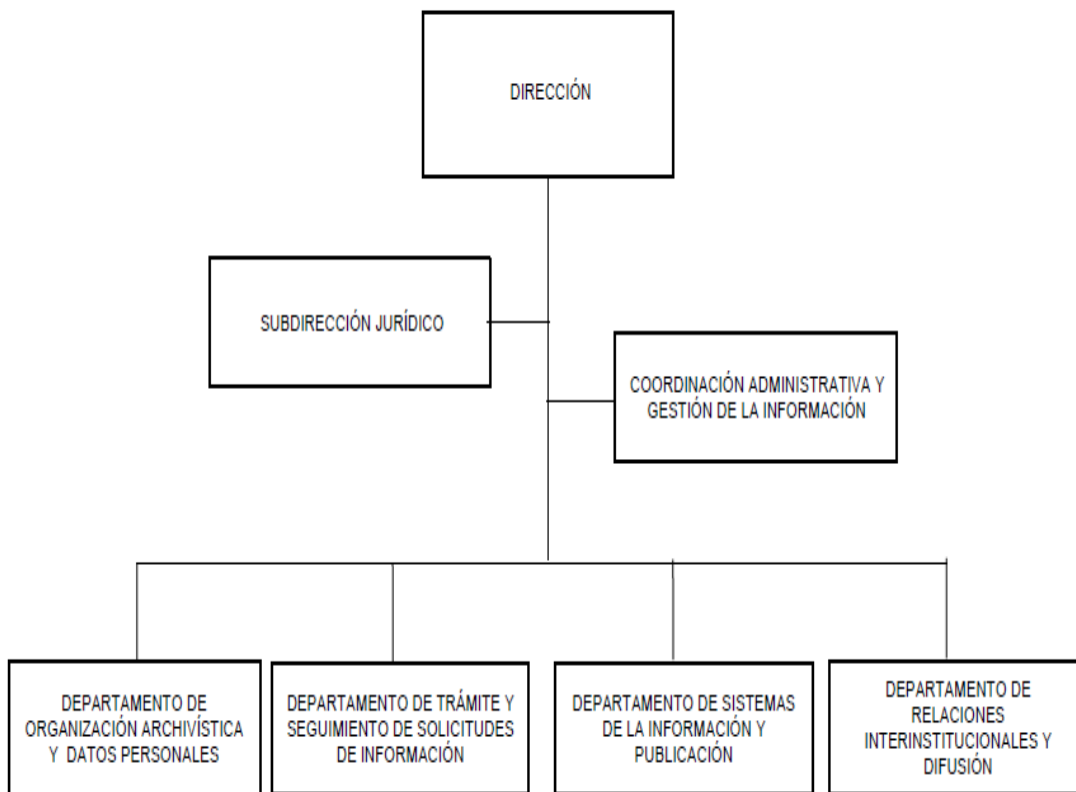 DIRECCIÓN
SUBDIRECCIÓN JURÍDICO
COORDINACIÓN ADMINISTRATIVA Y
GESTIÓN DE LA INFORMACIÓN
DEPARTAMENTO DE
ORGANIZACIÓN ARCHIVÍSTICA
Y DATOS PERSONALES
DEPARTAMENTO DE TRÁMITE Y
SEGUIMIENTO DE SOLICITUDES
DE INFORMACIÓN
DEPARTAMENTO DE SISTEMAS
DE LA INFORMACIÓN Y
PUBLICACIÓN
DEPARTAMENTO DE
RELACIONES
INTERINSTITUCIONALES Y
DIFUSIÓN